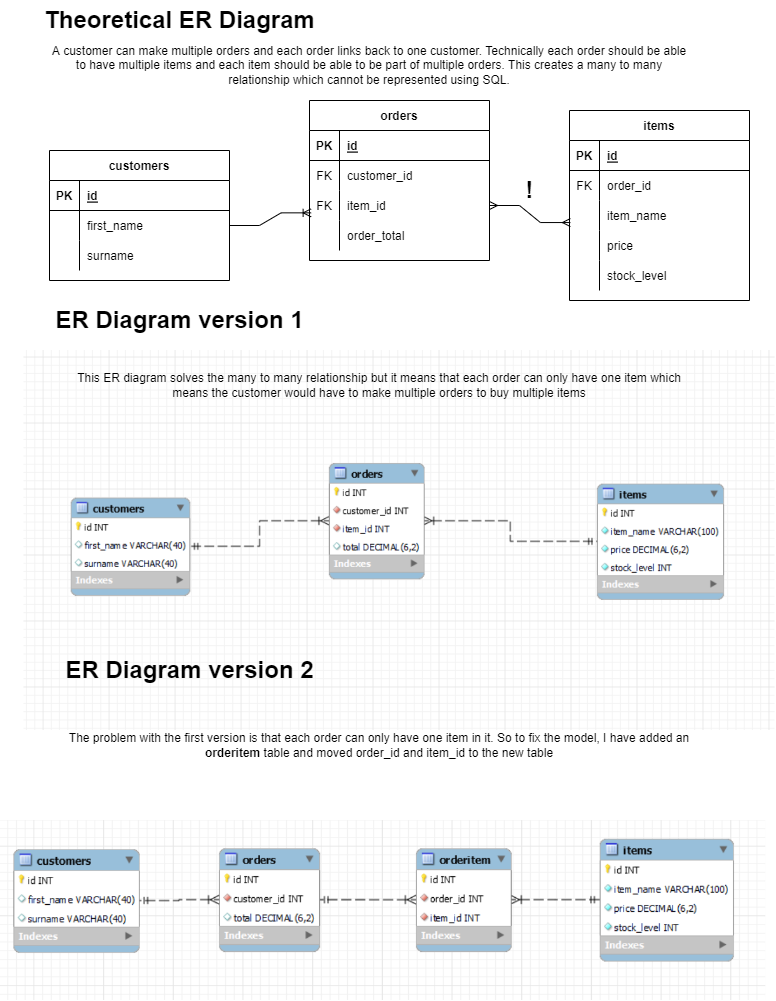 Theoretical ER Diagram
A customer can make multiple orders and each order links back to one customer. Technically each order should be able
to have multiple items and each item should be able to be part of multiple orders. This creates a many to many
relationship which cannot be represented using SQL.
customers
PK id
first_name
surname
orders
PK id
FK customer_id
FK item_id
order_total
!
items
PK id
FK order_id
item_name
price
stock_level
ER Diagram version 1
This ER diagram solves the many to many relationship but it means that each order can only have one item which
means the customer would have to make multiple orders to buy multiple items
customers
id INT
first_name VARCHAR(40)
surname VARCHAR(40)
Indexes
orders
id INT
customer_id INT
item_id INT
total DECIMAL(6,2)
Indexes
items
id INT
item_name VARCHAR(100)
price DECIMAL(6,2)
stock_level INT
Indexes
ER Diagram version 2
The problem with the first version is that each order can only have one item in it. So to fix the model, I have added an
orderitem table and moved order_id and item_id to the new table
customers
id INT
first_name VARCHAR(40)
surname VARCHAR(40)
Indexes
orders
id INT
customer_id INT
total DECIMAL(6,2)
Indexes
orderitem
id INT
order_id INT
item_id INT
Indexes
items
id INT
item_name VARCHAR(100)
price DECIMAL(6,2)
stock_level INT
Indexes